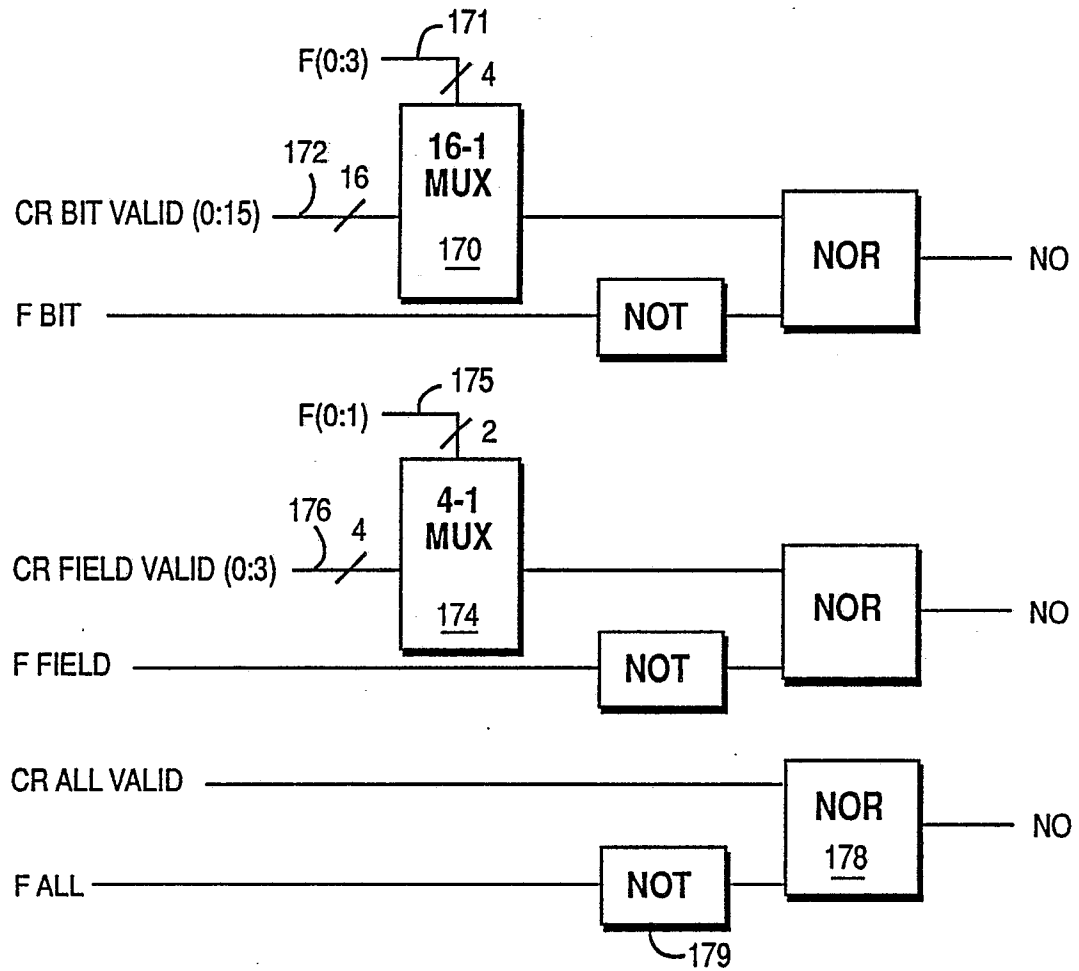 171
F(0:3)
4
16-1
MUX
170
172
16
CR BIT VALID (0:15)
NOR
NO
F BIT
NOT
175
F(0:1)
2
4-1
MUX
174
176
4
CR FIELD VALID (0:3)
NOR
NO
F FIELD
NOT
CR ALL VALID
NOR
178
NO
F ALL
NOT
179